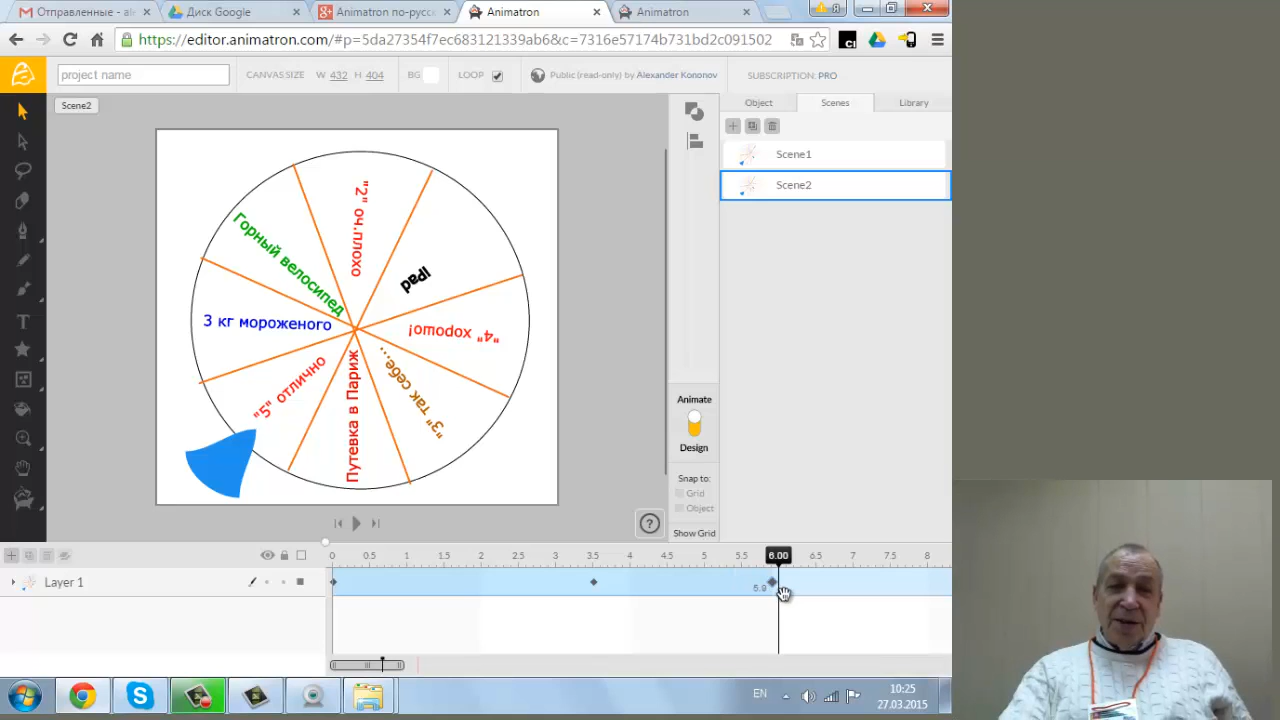 Отправленные - ale
Диск Google
Animatron по-русск
Animatron
Animatron
Я
https://editor.animatron.com/#p=5da27354f7ec683121339ab6&c=7316e57174b731bd2c091502
project name
CANVAS SIZE W 432 H 404
BG
LOOP
Public (read-only) by Alexander Kononov
SUBSCRIPTION: PRO
Scene2
Object
Scenes
Library
Scene1
Scene2
"2" оч.плохо
Горный велосипед
IPad
3 кг мороженого
"4" хорошо!
"5" отлично
Путевка в Париж
"3" так себе...
Animate
Design
Snap to:
Grid
Object
Show Grid
?
0 0.5 1 1.5 2 2.5 3 3.5 4 4.5 5 5.5 6.00 6.5 7 7.5 8
Layer 1
5.9
EN
10:25
27.03.2015